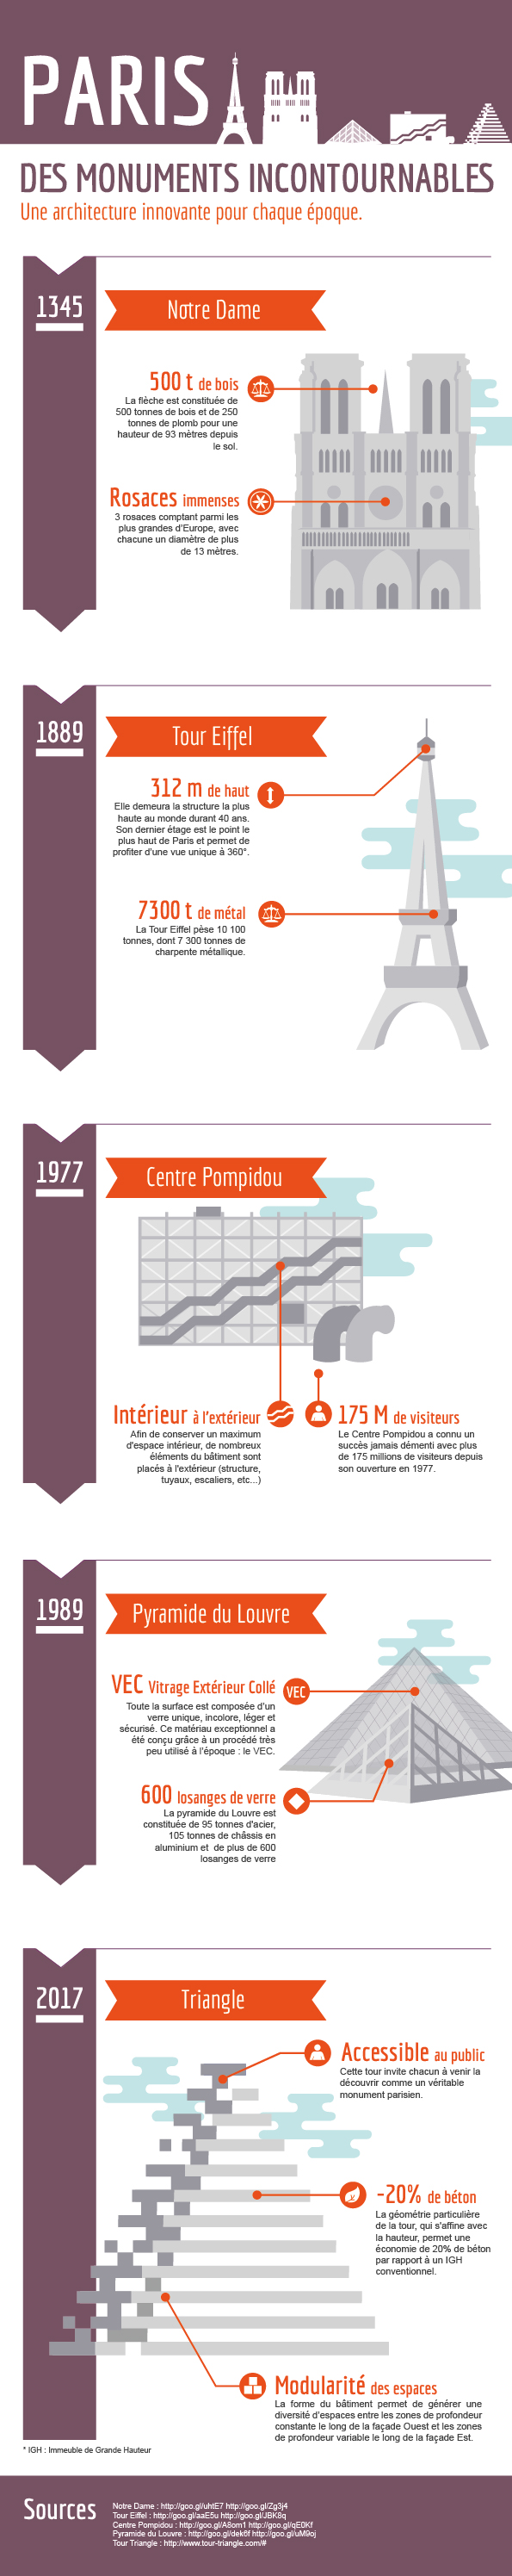 PARIS
DES MONUMENTS INCONTOURNABLES
Une architecture innovante pour chaque époque.
1345
Notre Dame
500 t de bois
La flèche est constituée de
500 tonnes de bois et de 250
tonnes de plomb pour une
hauteur de 93 mètres depuis
le sol.
Rosaces immenses
3 rosaces comptant parmi les
plus grandes d'Europe, avec
chacune un diamètre de plus
de 13 mètres.
1889
Tour Eiffel
312 m de haut
Elle demeura la structure la plus
haute au monde durant 40 ans.
Son dernier étage est le point le
plus haut de Paris et permet de
profiter d'une vue unique à 360°.
7300 t de métal
La Tour Eiffel pèse 10 100
tonnes, dont 7 300 tonnes de
charpente métallique.
1977
Centre Pompidou
Intérieur à l'extérieur
Afin de conserver un maximum
d'espace intérieur, de nombreux
éléments du bâtiment sont
placés à l'extérieur (structure,
tuyaux, escaliers, etc...)
175 M de visiteurs
Le Centre Pompidou a connu un
succès jamais démenti avec plus
de 175 millions de visiteurs depuis
son ouverture en 1977.
1989
Pyramide du Louvre
VEC Vitrage Extérieur Collé
VEC
Toute la surface est composée d'un
verre unique, incolore, léger et
sécurisé. Ce matériau exceptionnel a
été conçu grâce à un procédé très
peu utilisé à l'époque : le VEC.
600 losanges de verre
La pyramide du Louvre est
constituée de 95 tonnes d'acier,
105 tonnes de châssis en
aluminium et de plus de 600
losanges de verre
2017
Triangle
Accessible au public
Cette tour invite chacun à venir la
découvrir comme un véritable
monument parisien.
-20% de béton
La géométrie particulière
de la tour, qui s'affine avec
la hauteur, permet une
économie de 20% de béton
par rapport à un IGH
conventionnel.
Modularité des espaces
La forme du bâtiment permet de générer une
diversité d'espaces entre les zones de profondeur
constante le long de la façade Ouest et les zones
de profondeur variable le long de la façade Est.
* IGH : Immeuble de Grande Hauteur
Sources
Notre Dame : http://goo.gl/uhtE7 http://goo.gl/Zg3j4
Tour Eiffel : http://goo.gl/aaE5u http://goo.gl/JBK8q
Centre Pompidou : http://goo.gl/A8om1 http://goo.gl/qE0Kf
Pyramide du Louvre : http://goo.gl/dek6f http://goo.gl/uM9oj
Tour Triangle : http://www.tour-triangle.com/#